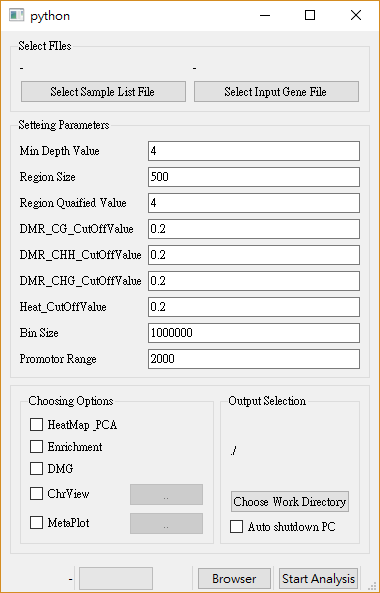 python
Select FIles
- -
Select Sample List File Select Input Gene File
Setteing Parameters
Min Depth Value 4
Region Size 500
Region Quaified Value 4
DMR_CG_CutOffValue 0.2
DMR_CHH_CutOffValue 0.2
DMR_CHG_CutOffValue 0.2
Heat_CutOffValue 0.2
Bin Size 1000000
Promotor Range 2000
Choosing Options
HeatMap_PCA
Enrichment
DMG
ChrView ..
MetaPlot ..
Output Selection
./
Choose Work Directory
Auto shutdown PC
- Browser Start Analysis